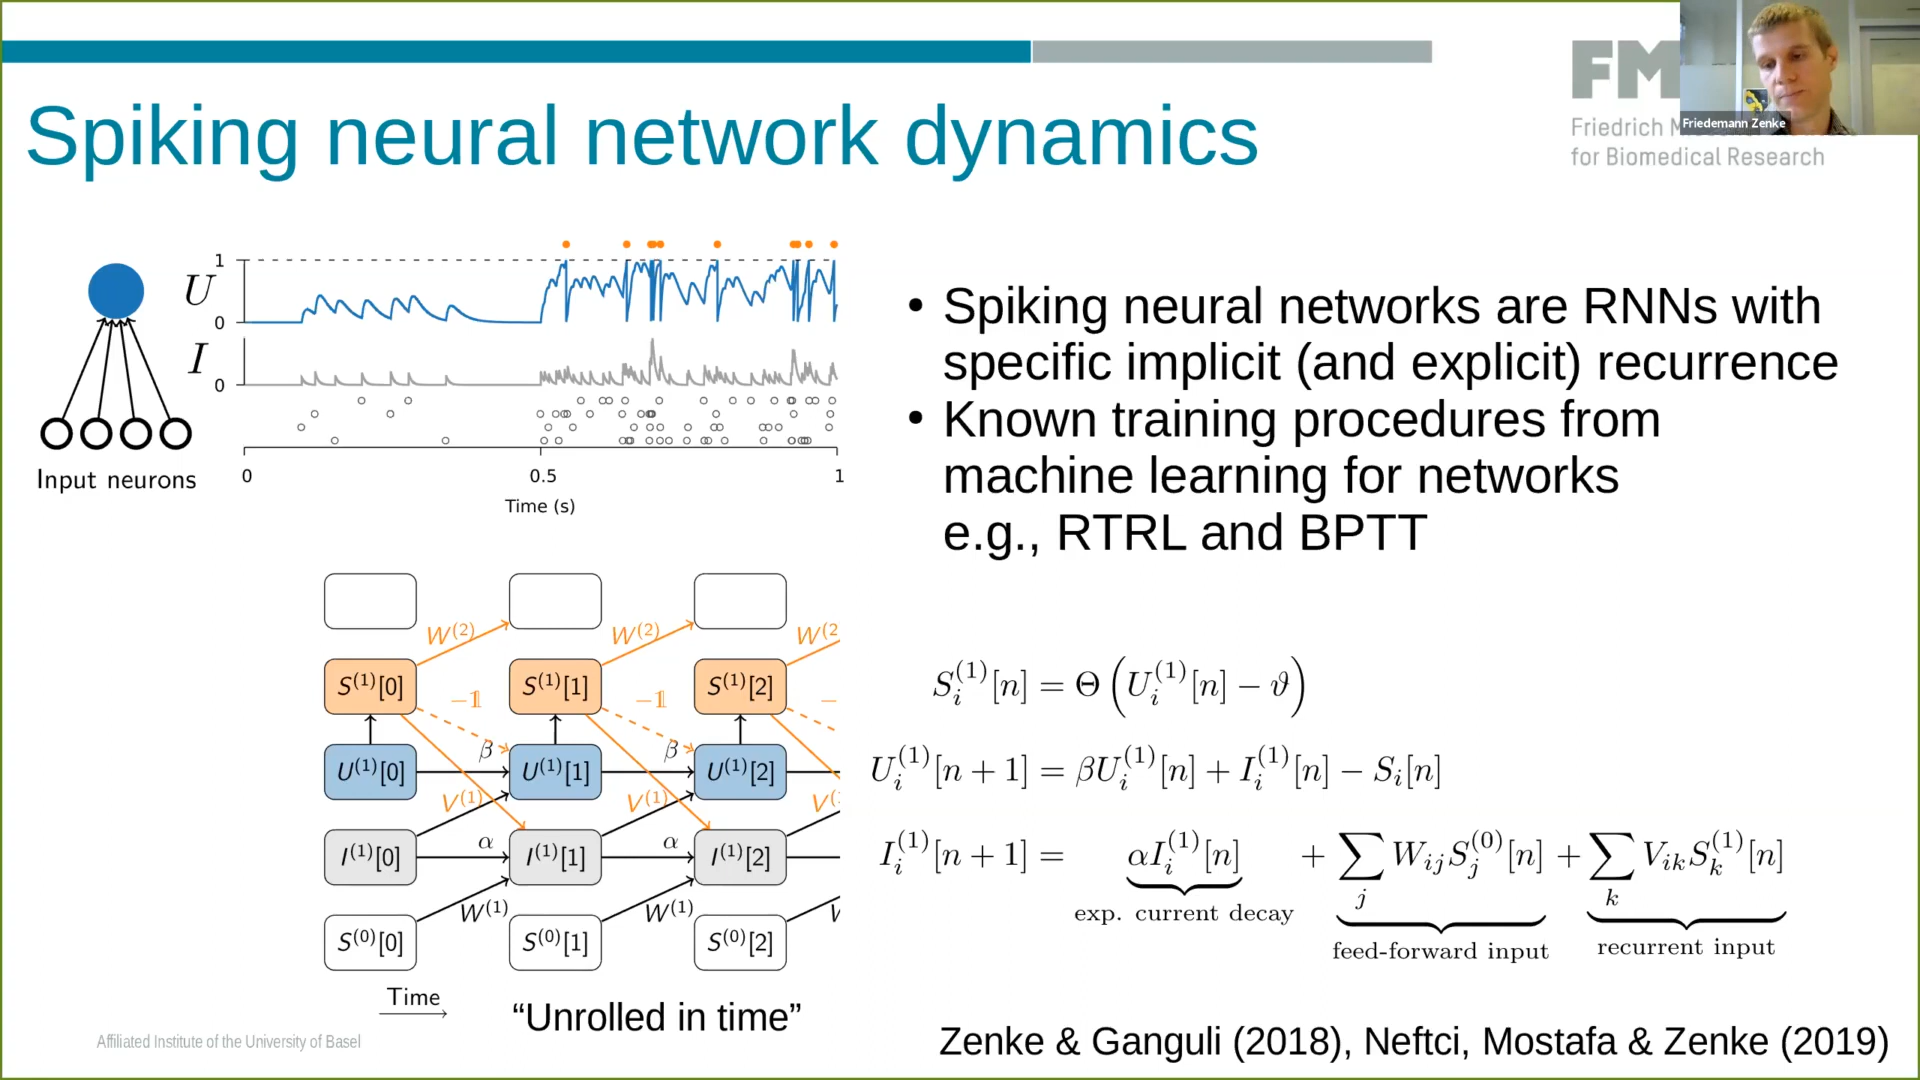 Spiking neural network dynamics
FM
Friedrich M
for Biomedical Research
Friedemann Zenke
U
1
0
I
0
Input neurons
0 0.5 1
Time (s)
• Spiking neural networks are RNNs with
specific implicit (and explicit) recurrence
• Known training procedures from
machine learning for networks
e.g., RTRL and BPTT
W^(2) W^(2) W^(2
S^(1)[0] S^(1)[1] S^(1)[2]
−𝟙 −𝟙 −
β β
U^(1)[0] U^(1)[1] U^(1)[2]
V^(1) V^(1) V^(
α α
I^(1)[0] I^(1)[1] I^(1)[2]
W^(1) W^(1)
S^(0)[0] S^(0)[1] S^(0)[2]
Time
“Unrolled in time”
S_i^(1)[n] = Θ (U_i^(1)[n] − ϑ)
U_i^(1)[n + 1] = βU_i^(1)[n] + I_i^(1)[n] − S_i[n]
I_i^(1)[n + 1] = αI_i^(1)[n] + ∑_j W_ij S_j^(0)[n] + ∑_k V_ik S_k^(1)[n]
exp. current decay
feed-forward input
recurrent input
Affiliated Institute of the University of Basel
Zenke & Ganguli (2018), Neftci, Mostafa & Zenke (2019)